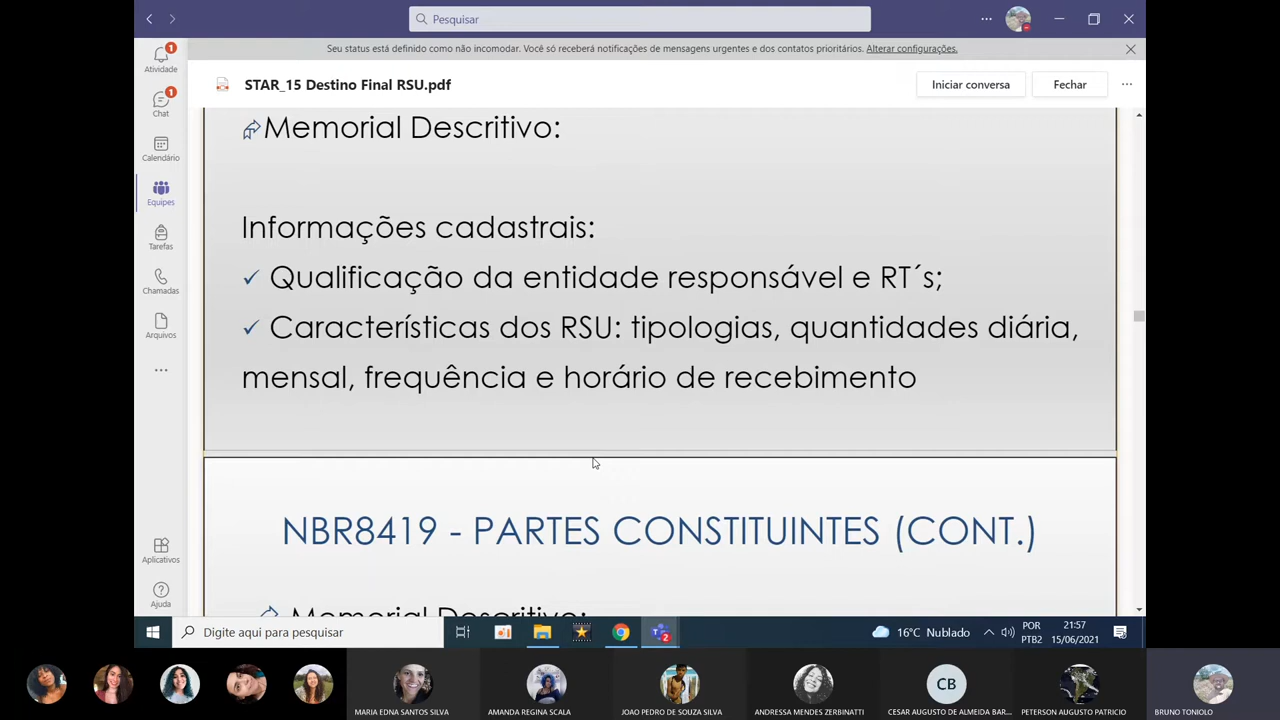 Pesquisar
Seu status está definido como não incomodar. Você só receberá notificações de mensagens urgentes e dos contatos prioritários. Alterar configurações.
Atividade
1
STAR_15 Destino Final RSU.pdf
Iniciar conversa
Fechar
Chat
1
Calendário
Equipes
Tarefas
Chamadas
Arquivos
Aplicativos
Ajuda
Memorial Descritivo:
Informações cadastrais:
✓ Qualificação da entidade responsável e RT´s;
✓ Características dos RSU: tipologias, quantidades diária,
mensal, frequência e horário de recebimento
NBR8419 - PARTES CONSTITUINTES (CONT.)
Memorial Descritivo:
Digite aqui para pesquisar
2
16°C Nublado
POR
PTB2
21:57
15/06/2021
MARIA EDNA SANTOS SILVA
AMANDA REGINA SCALA
JOAO PEDRO DE SOUZA SILVA
ANDRESSA MENDES ZERBINATTI
CB
CESAR AUGUSTO DE ALMEIDA BAR...
PETERSON AUGUSTO PATRICIO
BRUNO TONIOLO